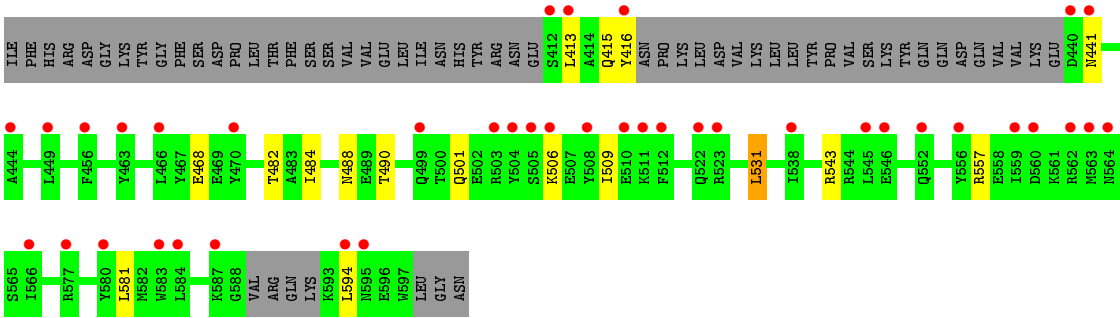 ILE PHE HIS ARG ASP GLY LYS TYR GLY PHE SER ASP PRO LEU THR PHE SER SER VAL VAL GLU LEU ILE ASN HIS TYR ARG ASN GLU S412 L413 A414 Q415 Y416 ASN PRO LYS LEU ASP VAL LYS LEU LEU TYR PRO VAL SER LYS TYR GLN GLN ASP GLN VAL VAL LYS GLU D440 N441
A444 L449 F456 Y463 L466 Y467 E468 E469 Y470 T482 A483 I484 N488 E489 T490 Q499 T500 Q501 E502 R503 Y504 S505 K506 E507 Y508 I509 E510 K511 F512 Q522 R523 L531 I538 R543 R544 L545 E546 Q552 Y556 R557 E558 I559 D560 K561 R562 M563 N564
S565 I566 R577 Y580 L581 M582 W583 L584 K587 G588 VAL ARG GLN LYS K593 L594 N595 E596 W597 LEU GLY ASN